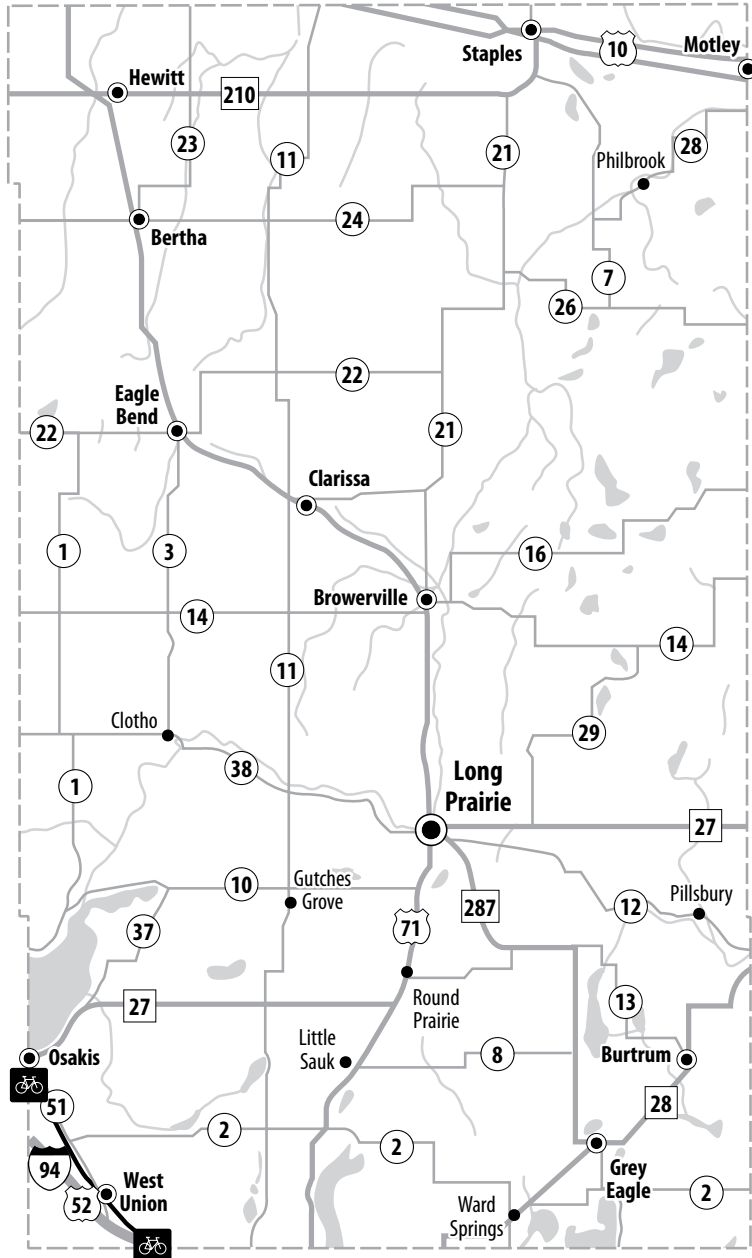 Staples
10
Motley
Hewitt
210
23
11
21
28
Philbrook
24
Bertha
7
26
22
Eagle
Bend
22
21
Clarissa
1
3
16
Browerville
14
14
11
29
Clotho
38
1
Long
Prairie
27
10
Gutches
Grove
287
12
Pillsbury
37
71
Round
Prairie
27
13
Little
Sauk
8
Burtrum
Osakis
51
28
2
2
94
West
Union
52
Grey
Eagle
2
Ward
Springs